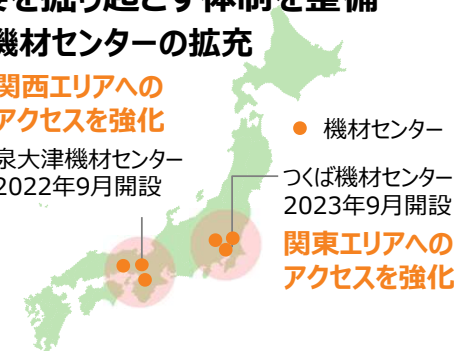 要を掘り起こす体制を整備
機材センターの拡充
関西エリアへの
アクセスを強化
泉大津機材センター
2022年9月開設
機材センター
つくば機材センター
2023年9月開設
関東エリアへの
アクセスを強化